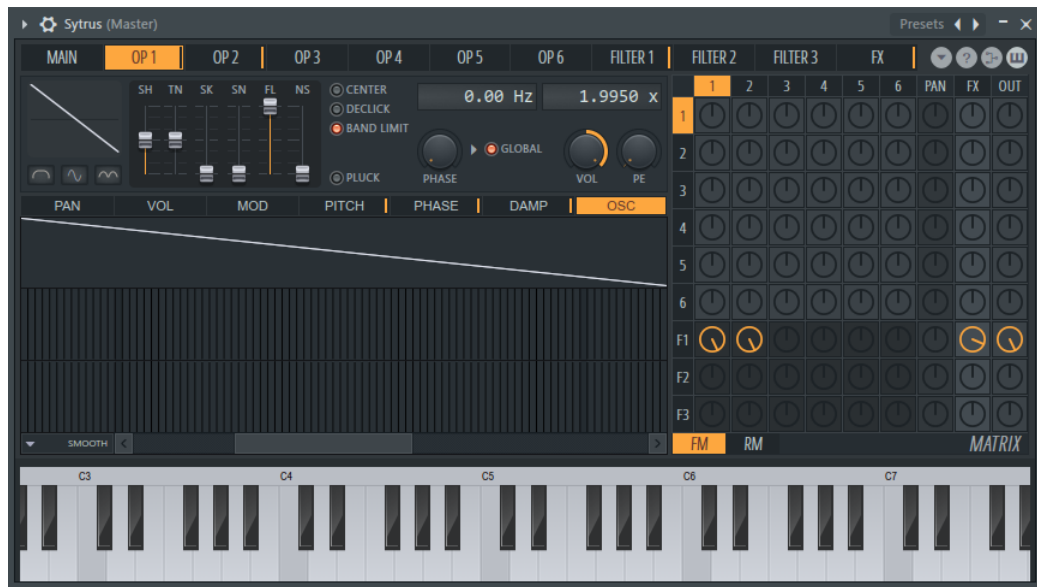 Sytrus (Master) Presets
MAIN OP 1 OP 2 OP 3 OP 4 OP 5 OP 6 FILTER 1 FILTER 2 FILTER 3 FX ?
SH TN SK SN FL NS
CENTER
DECLICK
BAND LIMIT
PLUCK
0.00 Hz 1.9950 x
GLOBAL
PHASE VOL PE
PAN VOL MOD PITCH PHASE DAMP OSC
SMOOTH
1 2 3 4 5 6 PAN FX OUT
1
2
3
4
5
6
F1
F2
F3
FM RM MATRIX
C3 C4 C5 C6 C7